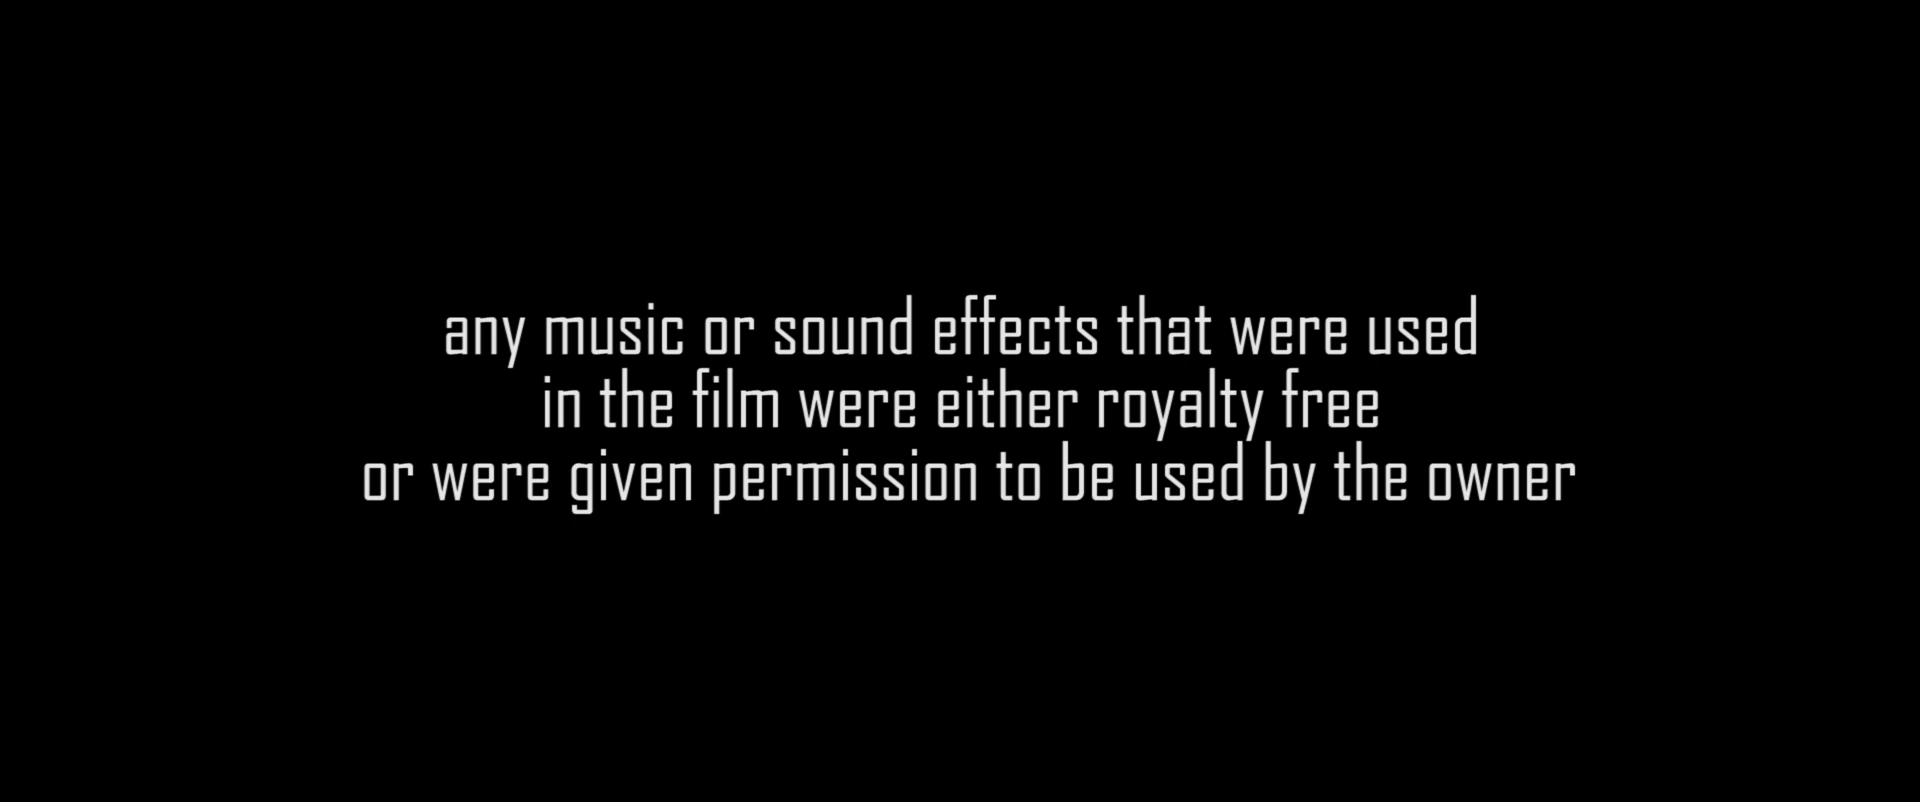 any music or sound effects that were used
in the film were either royalty free
or were given permission to be used by the owner